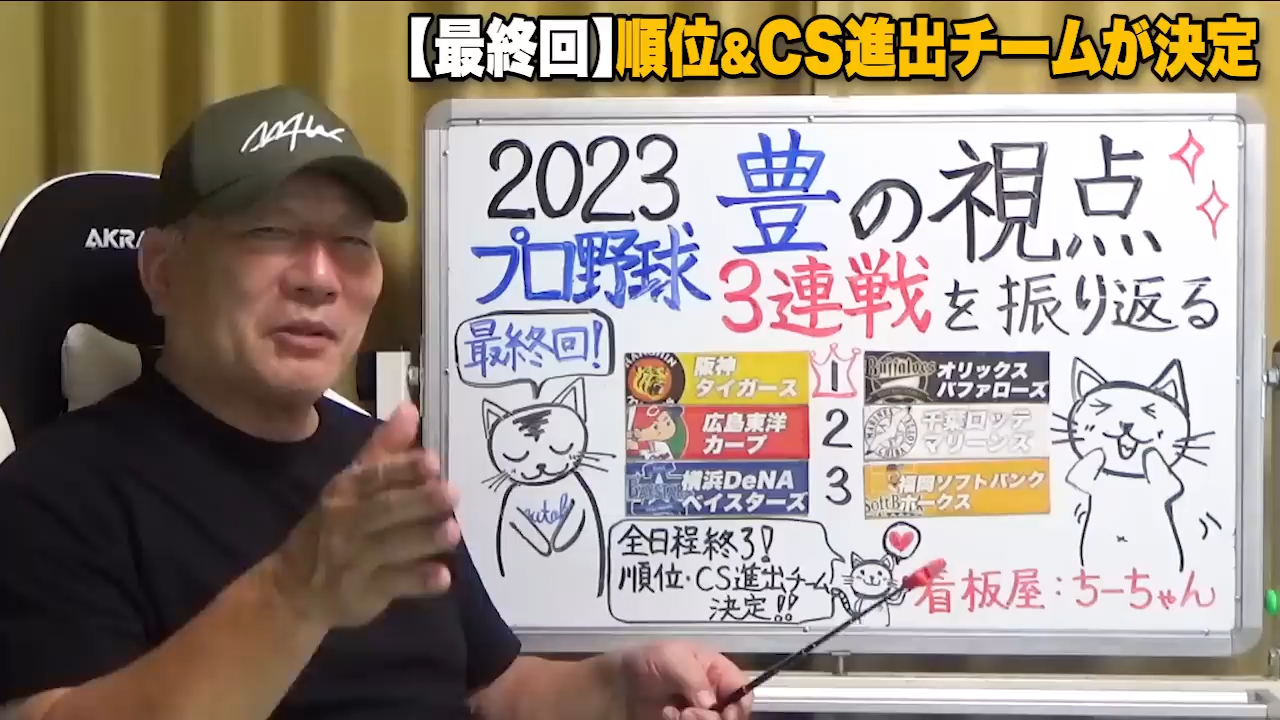 【最終回】順位&CS進出チームが決定
AKRA
2023 豊の視点
プロ野球 3連戦を振り返る
最終回!
阪神
タイガース
1
Buffaloes
オリックス
バファローズ
広島東洋
カープ
2
千葉ロッテ
マリーンズ
横浜DeNA
ベイスターズ
3
福岡ソフトバンク
ホークス
全日程終了!
順位・CS進出チーム
決定!!
看板屋:ちーちゃん